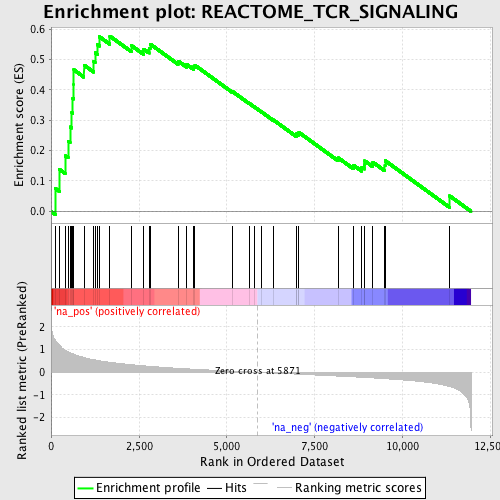 Enrichment plot: REACTOME_TCR_SIGNALING
Enrichment score (ES)
0.6
0.5
0.4
0.3
0.2
0.1
0.0
'na_pos' (positively correlated)
Ranked list metric (PreRanked)
2
1
0
-1
-2
Zero cross at 5871
'na_neg' (negatively correlated)
0 2,500 5,000 7,500 10,000 12,500
Rank in Ordered Dataset
Enrichment profile Hits Ranking metric scores